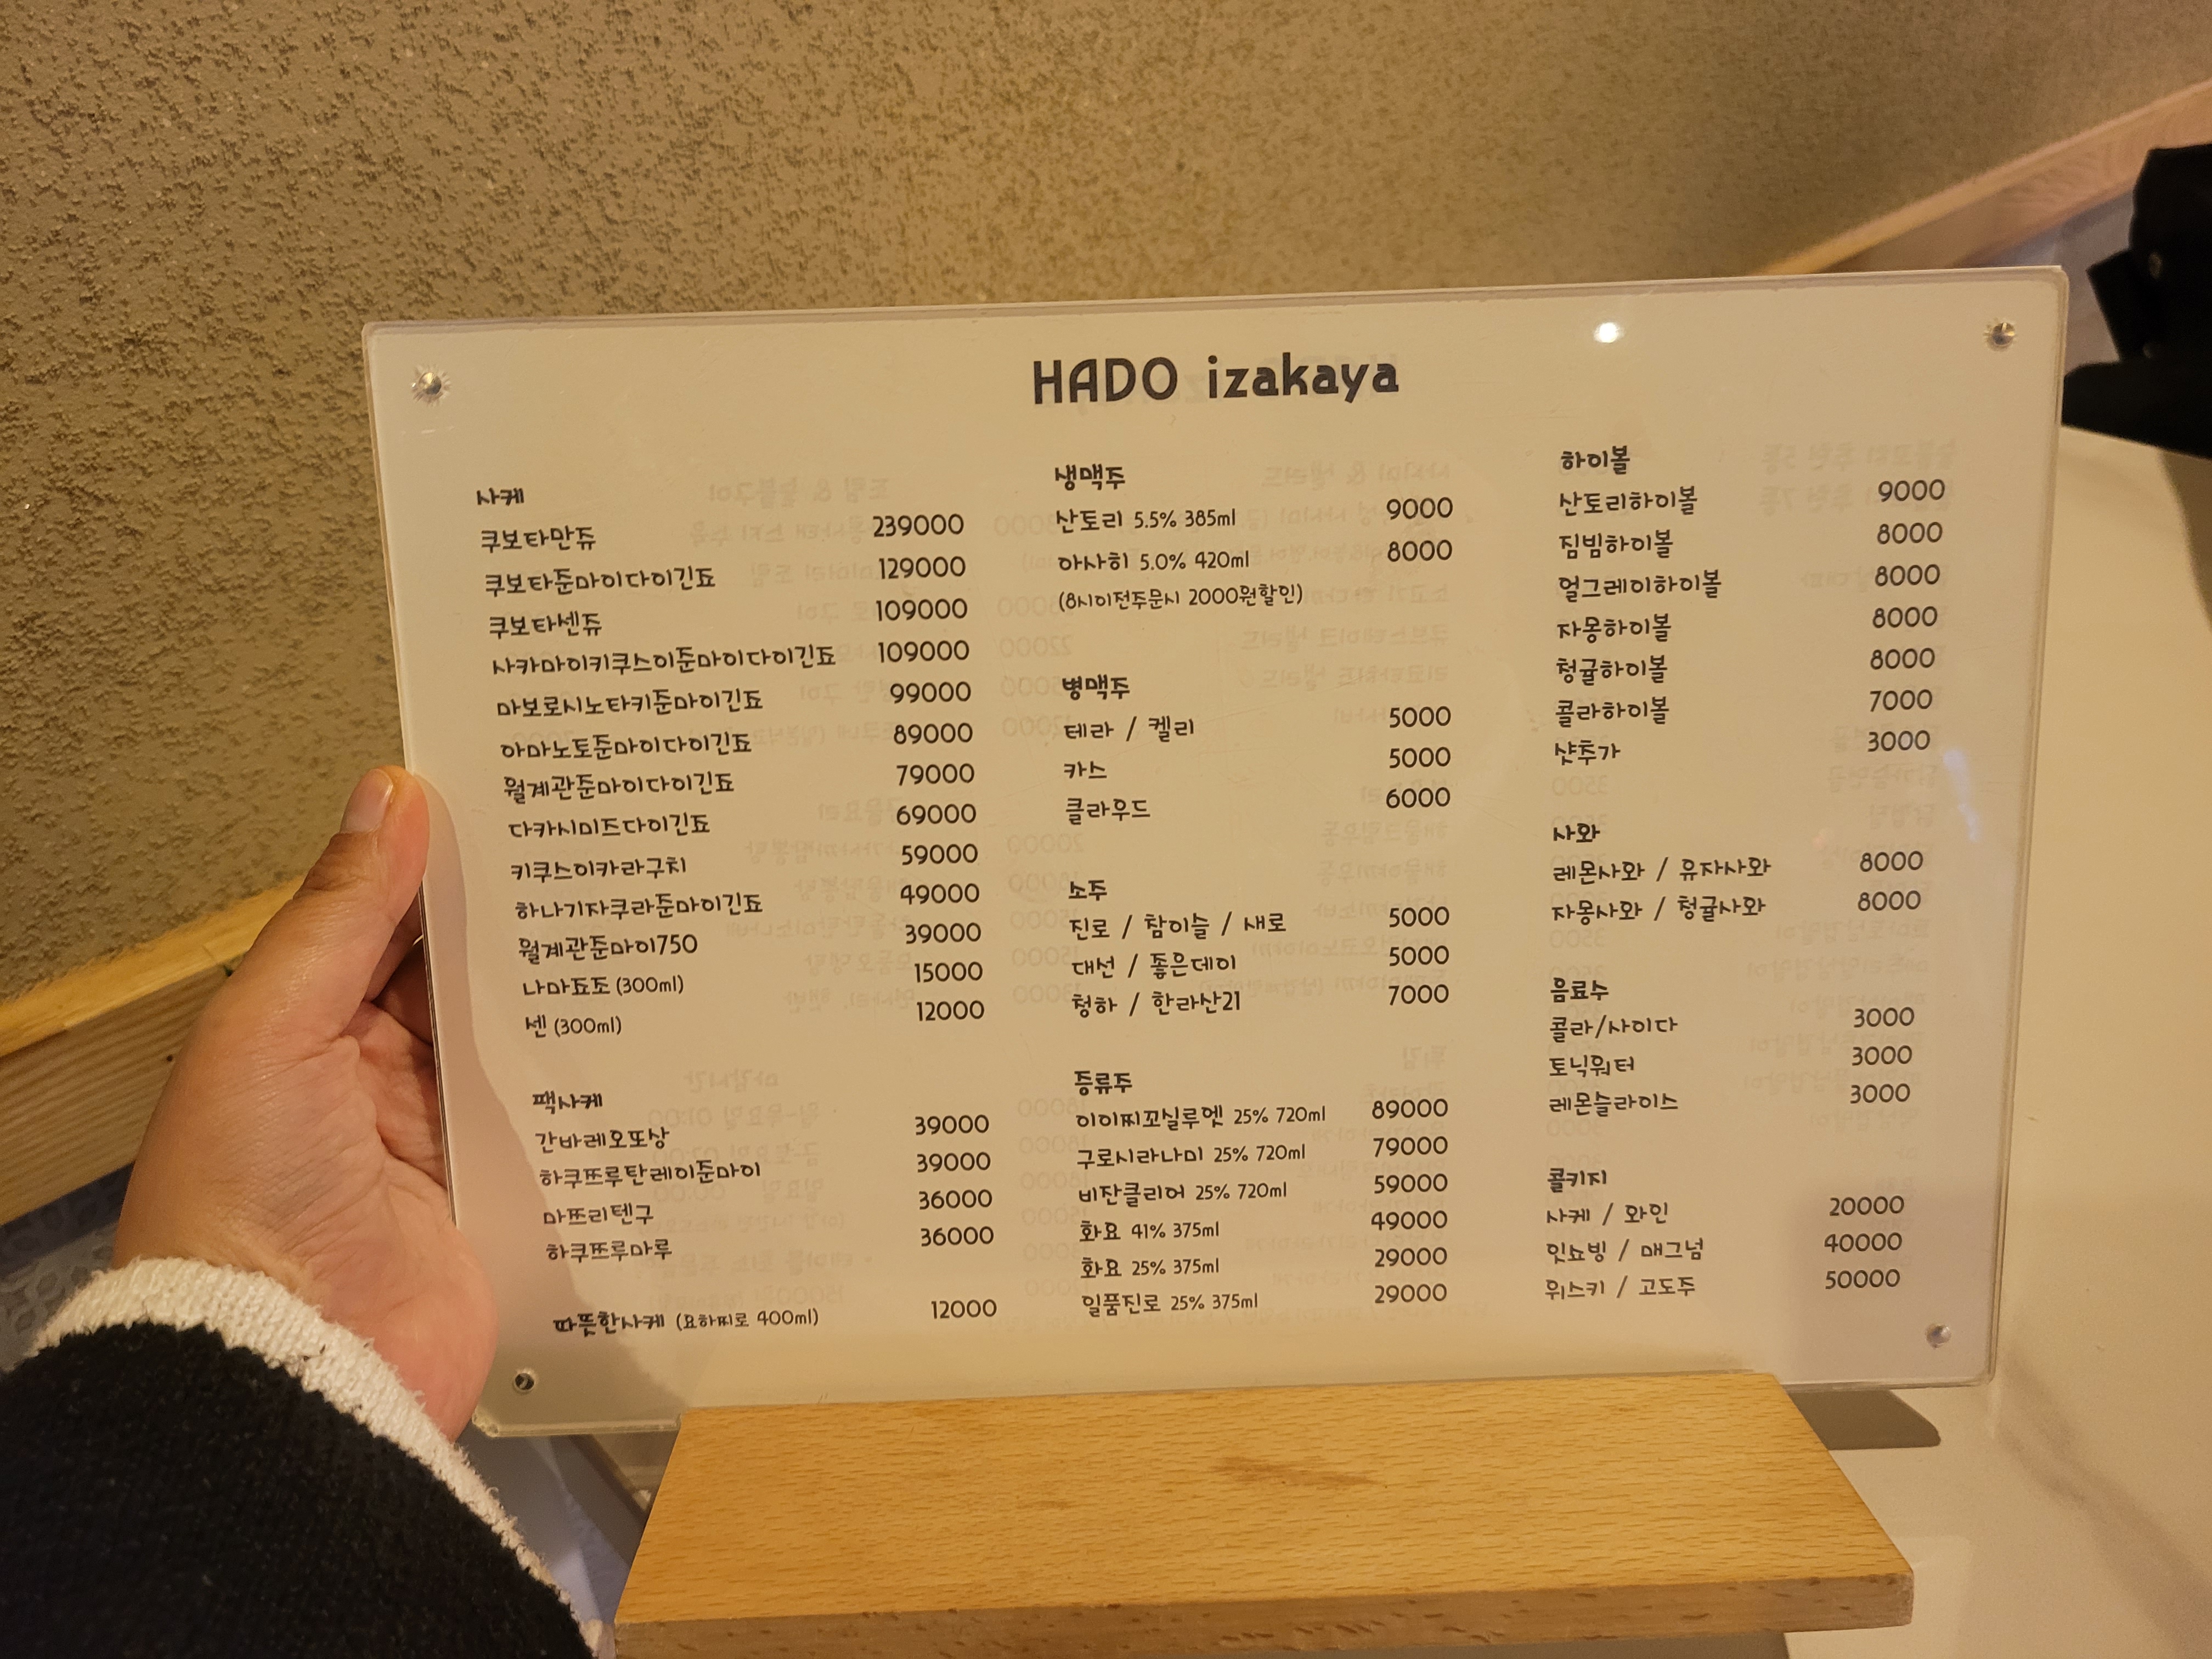 HADO izakaya
사케
쿠보타만쥬 239000
쿠보타준마이다이긴죠 129000
쿠보타센쥬 109000
사카마이키쿠스이준마이다이긴죠 109000
마보로시노타키준마이긴죠 99000
아마노토준마이다이긴죠 89000
월계관준마이다이긴죠 79000
다카시미즈다이긴죠 69000
키쿠스이카라구치 59000
하나기자쿠라준마이긴죠 49000
월계관준마이750 39000
나마죠조 (300ml) 15000
센 (300ml) 12000
팩사케
간바레오또상 39000
하쿠쯔루탄레이준마이 39000
마쯔리텐구 36000
하쿠쯔루마루 36000
따뜻한사케 (요하찌로 400ml) 12000
생맥주
산토리 5.5% 385ml 9000
아사히 5.0% 420ml 8000
(8시이전주문시 2000원할인)
병맥주
테라 / 켈리 5000
카스 5000
클라우드 6000
소주
진로 / 참이슬 / 새로 5000
대선 / 좋은데이 5000
청하 / 한라산21 7000
증류주
이이찌꼬실루엣 25% 720ml 89000
구로시라나미 25% 720ml 79000
비잔클리어 25% 720ml 59000
화요 41% 375ml 49000
화요 25% 375ml 29000
일품진로 25% 375ml 29000
하이볼
산토리하이볼 9000
짐빔하이볼 8000
얼그레이하이볼 8000
자몽하이볼 8000
청귤하이볼 8000
콜라하이볼 7000
샷추가 3000
사와
레몬사와 / 유자사와 8000
자몽사와 / 청귤사와 8000
음료수
콜라/사이다 3000
토닉워터 3000
레몬슬라이스 3000
콜키지
사케 / 와인 20000
잇쇼빙 / 매그넘 40000
위스키 / 고도주 50000